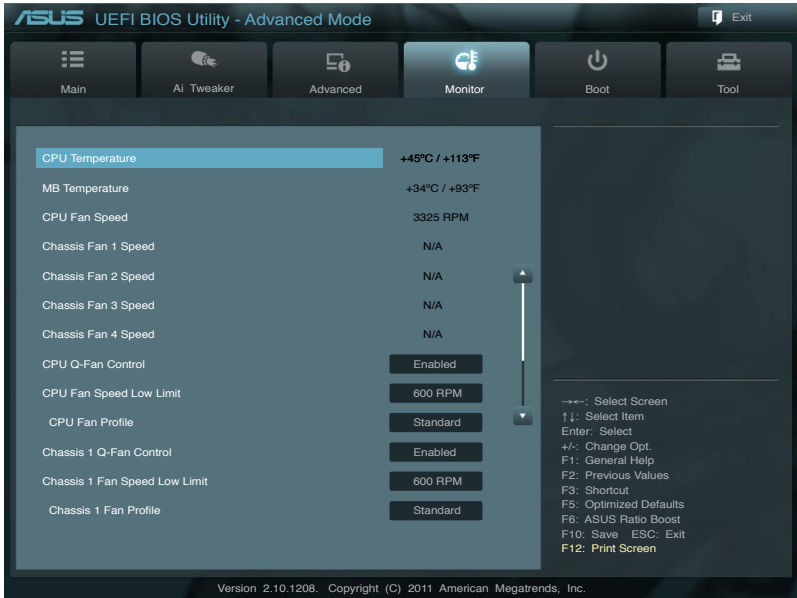 ASUS UEFI BIOS Utility - Advanced Mode
Exit
Main
Ai Tweaker
Advanced
Monitor
Boot
Tool
CPU Temperature +45ºC / +113ºF
MB Temperature +34ºC / +93ºF
CPU Fan Speed 3325 RPM
Chassis Fan 1 Speed N/A
Chassis Fan 2 Speed N/A
Chassis Fan 3 Speed N/A
Chassis Fan 4 Speed N/A
CPU Q-Fan Control Enabled
CPU Fan Speed Low Limit 600 RPM
CPU Fan Profile Standard
Chassis 1 Q-Fan Control Enabled
Chassis 1 Fan Speed Low Limit 600 RPM
Chassis 1 Fan Profile Standard
→←: Select Screen
↑↓: Select Item
Enter: Select
+/-: Change Opt.
F1: General Help
F2: Previous Values
F3: Shortcut
F5: Optimized Defaults
F6: ASUS Ratio Boost
F10: Save ESC: Exit
F12: Print Screen
Version 2.10.1208. Copyright (C) 2011 American Megatrends, Inc.